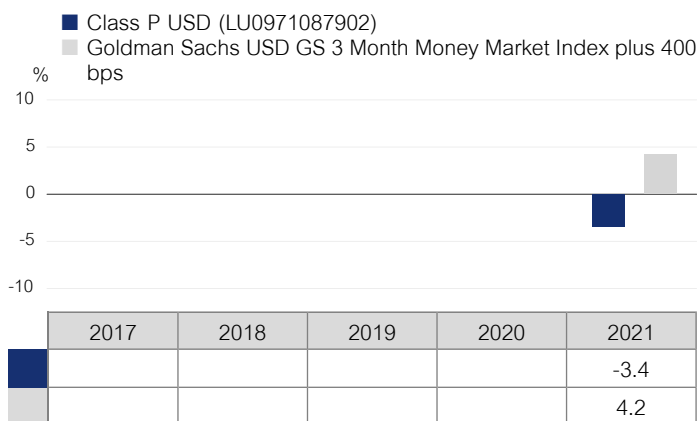 Class P USD (LU0971087902)
Goldman Sachs USD GS 3 Month Money Market Index plus 400
bps
%
10
5
0
-5
-10
2017 2018 2019 2020 2021
-3.4
4.2